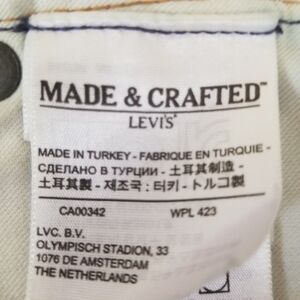 MADE & CRAFTED™
LEVI'S®
MADE IN TURKEY - FABRIQUE EN TURQUIE -
СДЕЛАНО В ТУРЦИИ - 土耳其制造 -
土耳其製 - 제조국 : 터키 - トルコ製
CA00342 WPL 423
LVC. B.V.
OLYMPISCH STADION, 33
1076 DE AMSTERDAM
THE NETHERLANDS